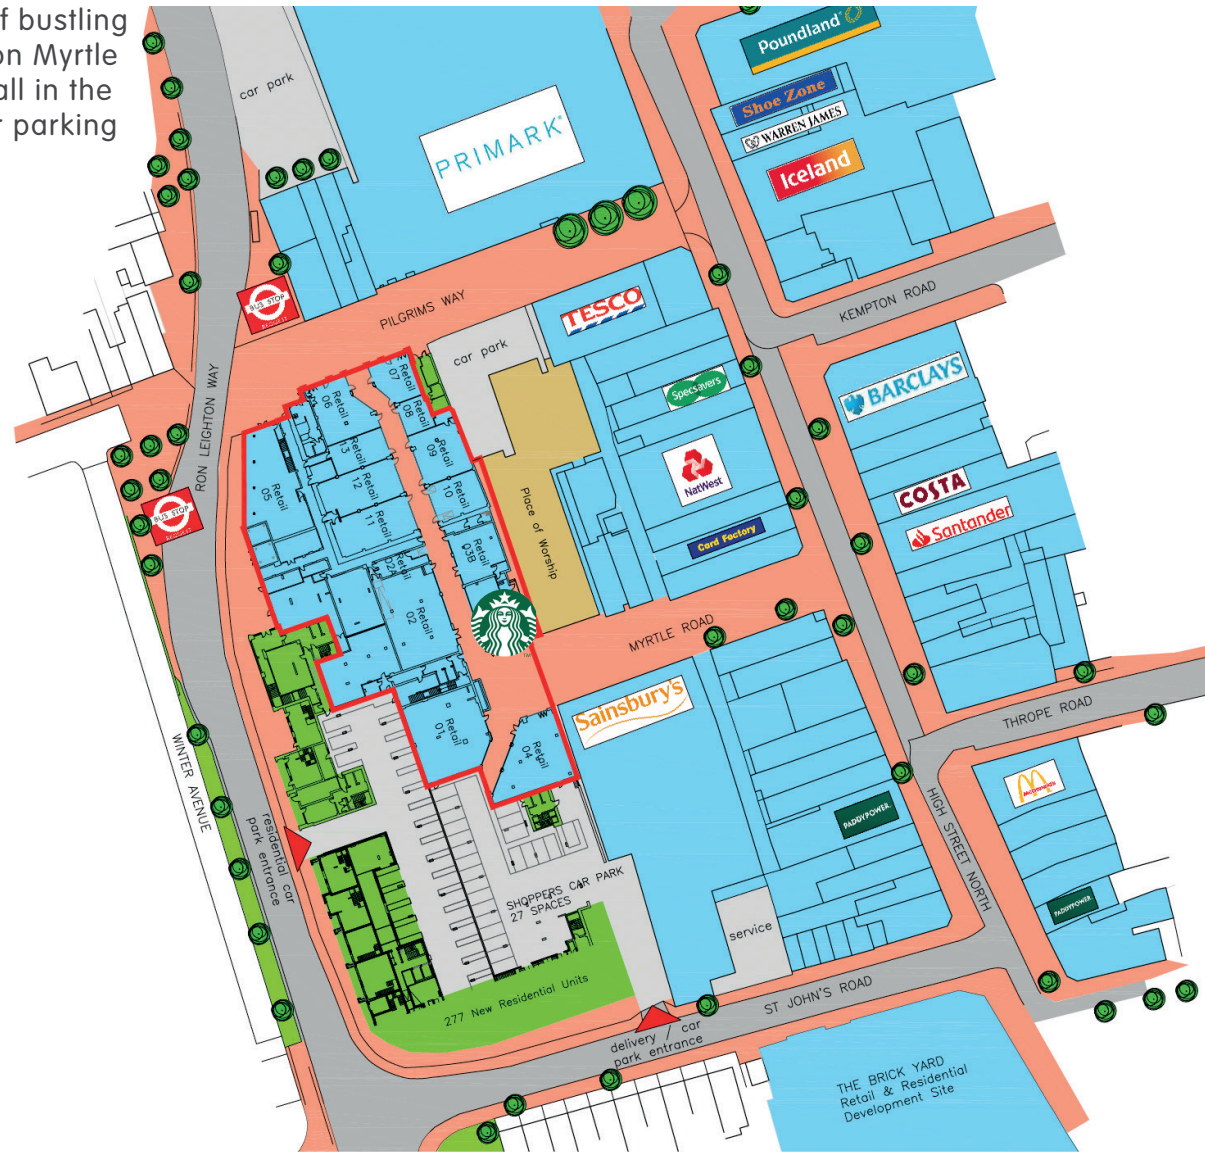 f bustling
on Myrtle
all in the
r parking
car park
PRIMARK
Poundland
Shoe Zone
WARREN JAMES
Iceland
BUS STOP
REQUEST
PILGRIMS WAY
KEMPTON ROAD
TESCO
car park
Specsavers
BARCLAYS
RON LEIGHTON WAY
Retail
07
Retail
06
Retail
08
Retail
13
Retail
09
Retail
05
Retail
12
Retail
10
Retail
11
NatWest
COSTA
Santander
BUS STOP
REQUEST
Card Factory
Place of Worship
Retail
03B
Retail
02A
Retail
02
MYRTLE ROAD
Sainsbury's
Retail
01
Retail
04
THROPE ROAD
WINTER AVENUE
McDonald's
PADDYPOWER
HIGH STREET NORTH
residential car
park entrance
SHOPPERS CAR PARK
27 SPACES
service
PADDYPOWER
277 New Residential Units
ST JOHN'S ROAD
delivery / car
park entrance
THE BRICK YARD
Retail & Residential
Development Site